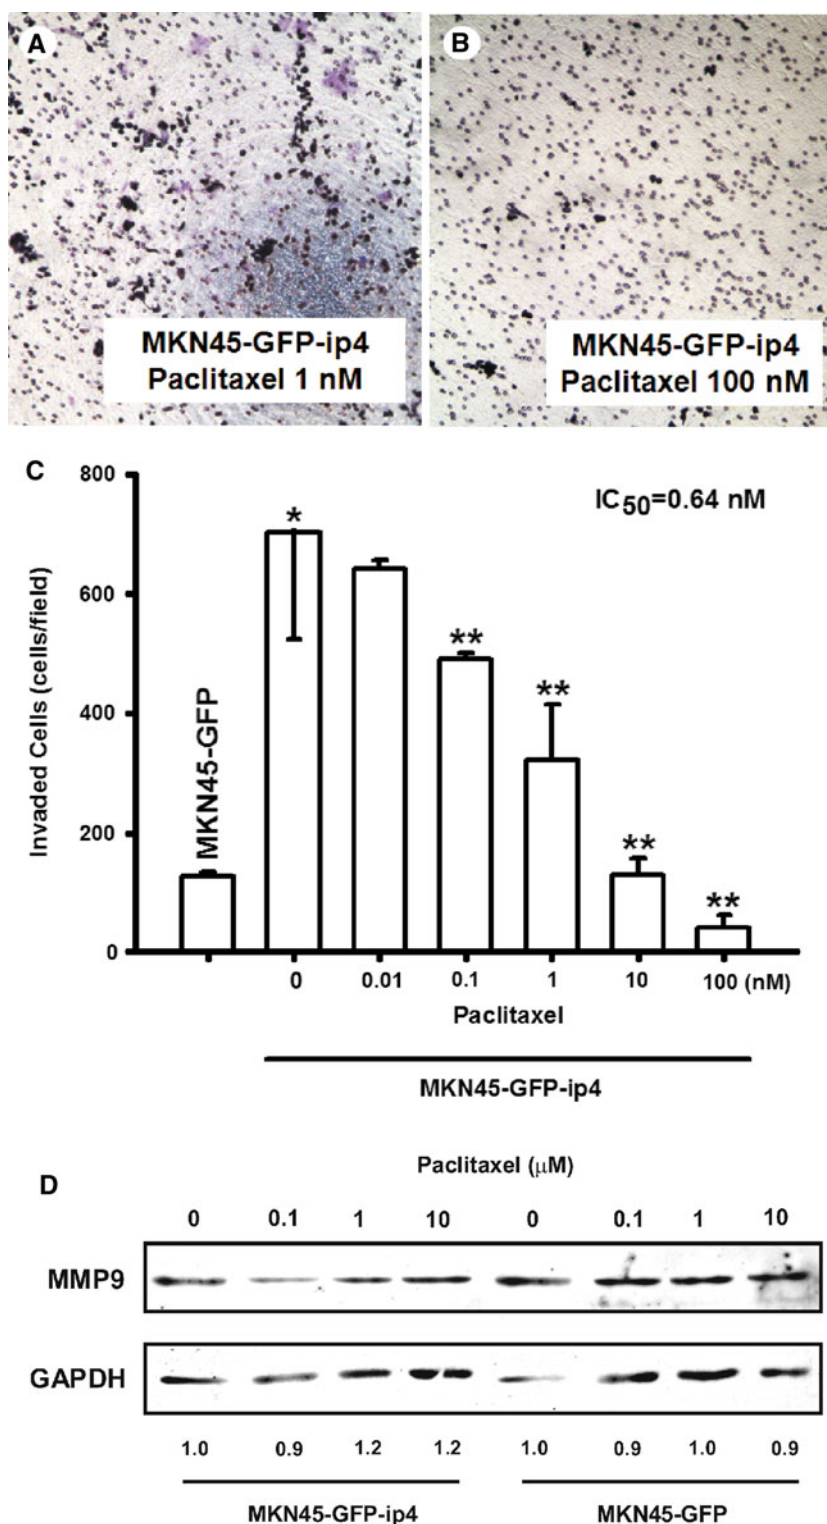 A
B
MKN45-GFP-ip4
Paclitaxel 1 nM
MKN45-GFP-ip4
Paclitaxel 100 nM
C
IC50=0.64 nM
Invaded Cells (cells/field)
800
600
400
200
0
MKN45-GFP
*
**
**
**
**
0 0.01 0.1 1 10 100 (nM)
Paclitaxel
MKN45-GFP-ip4
D
Paclitaxel (μM)
0 0.1 1 10 0 0.1 1 10
MMP9
GAPDH
1.0 0.9 1.2 1.2 1.0 0.9 1.0 0.9
MKN45-GFP-ip4 MKN45-GFP